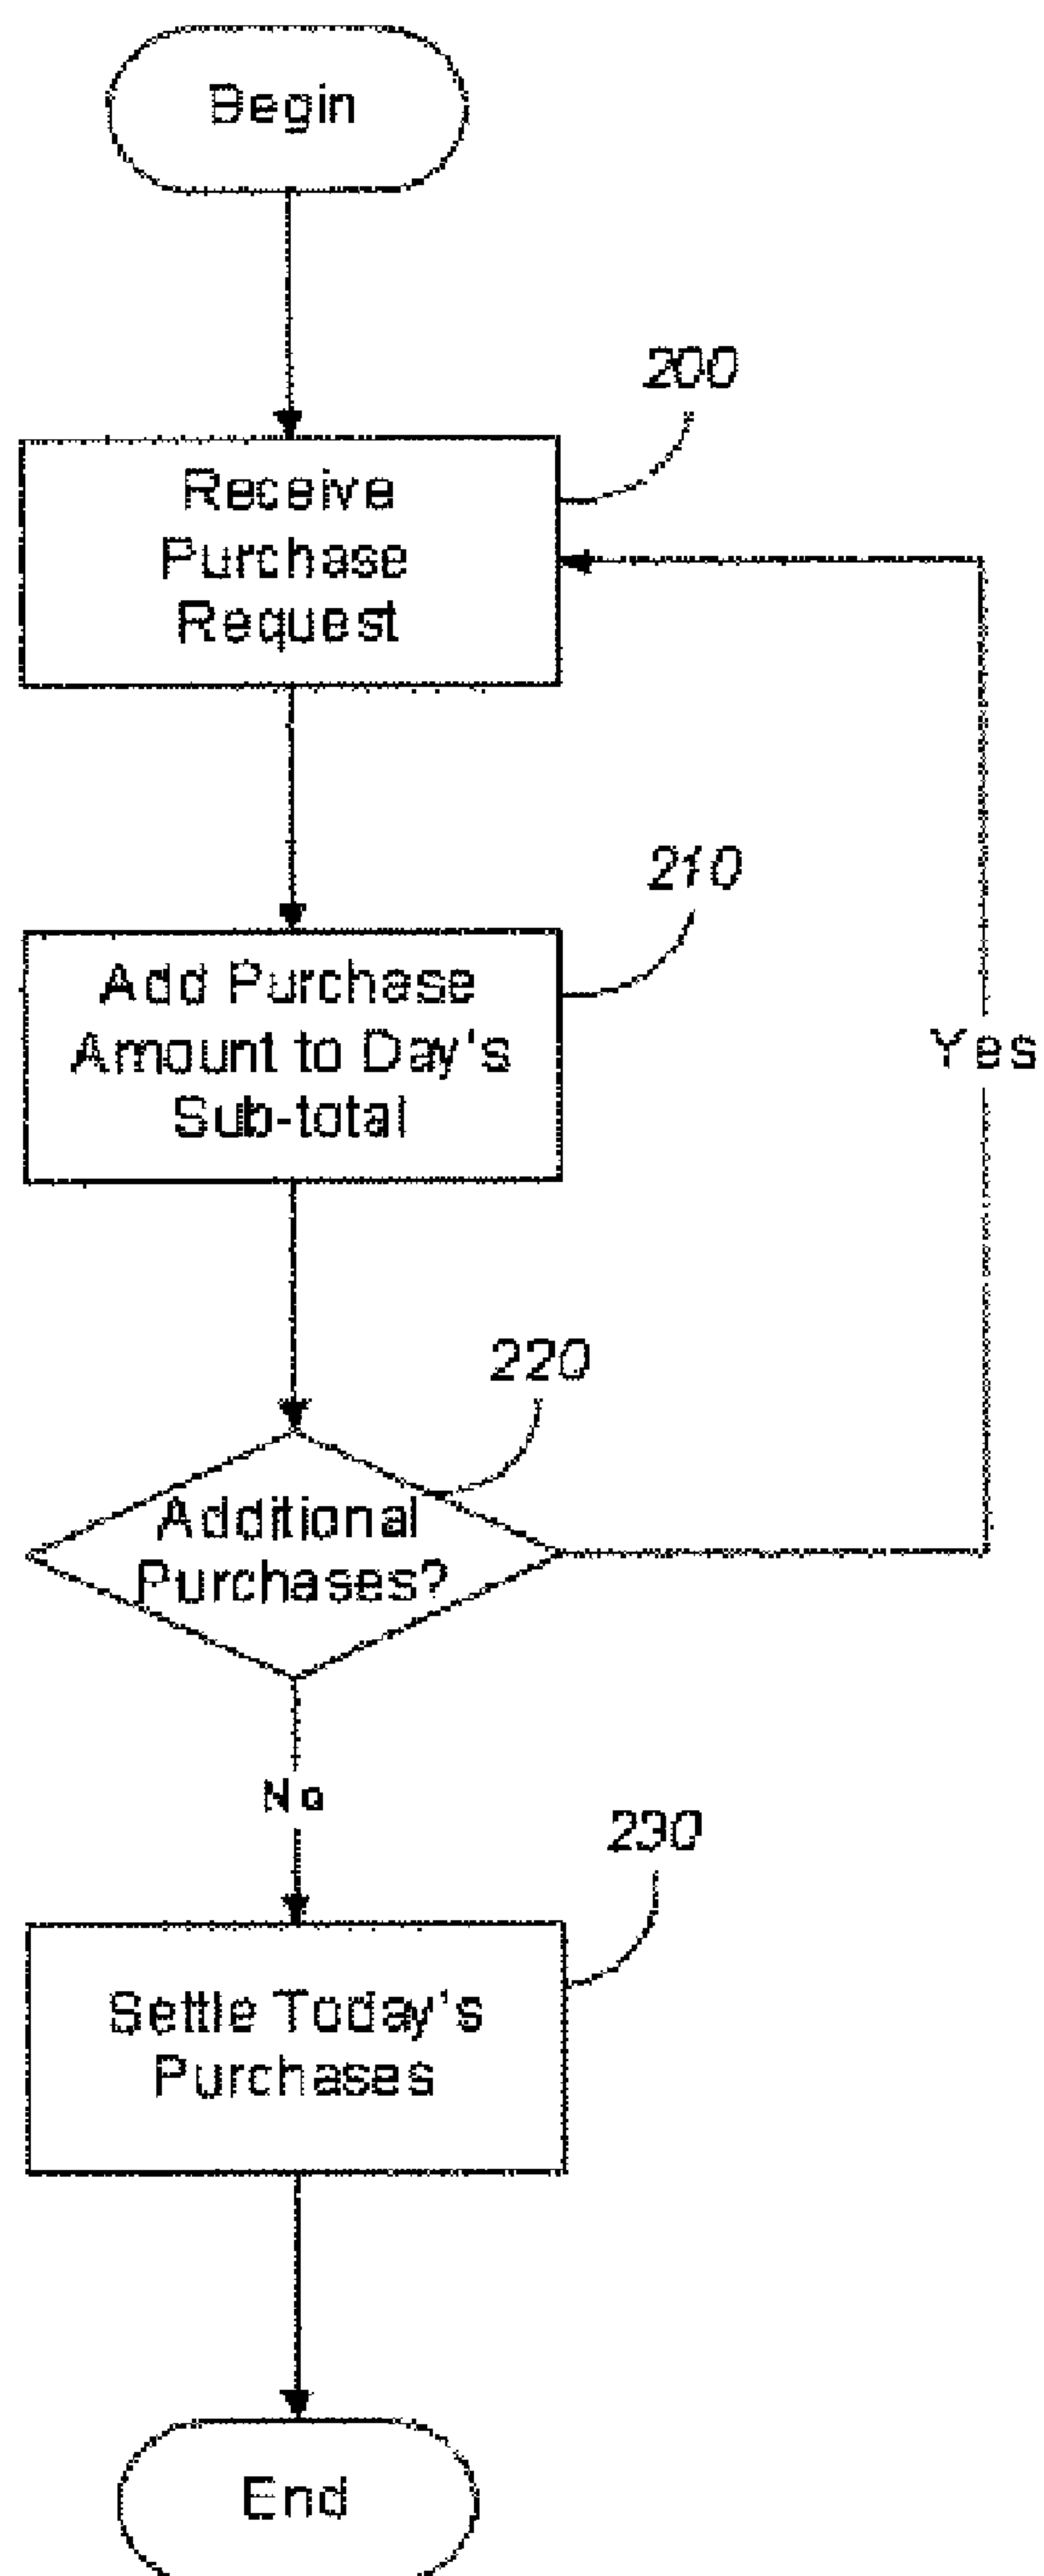 Begin
200
Receive
Purchase
Request
210
Add Purchase
Amount to Day's
Sub-total
Yes
220
Additional
Purchases?
No
230
Settle Today's
Purchases
End